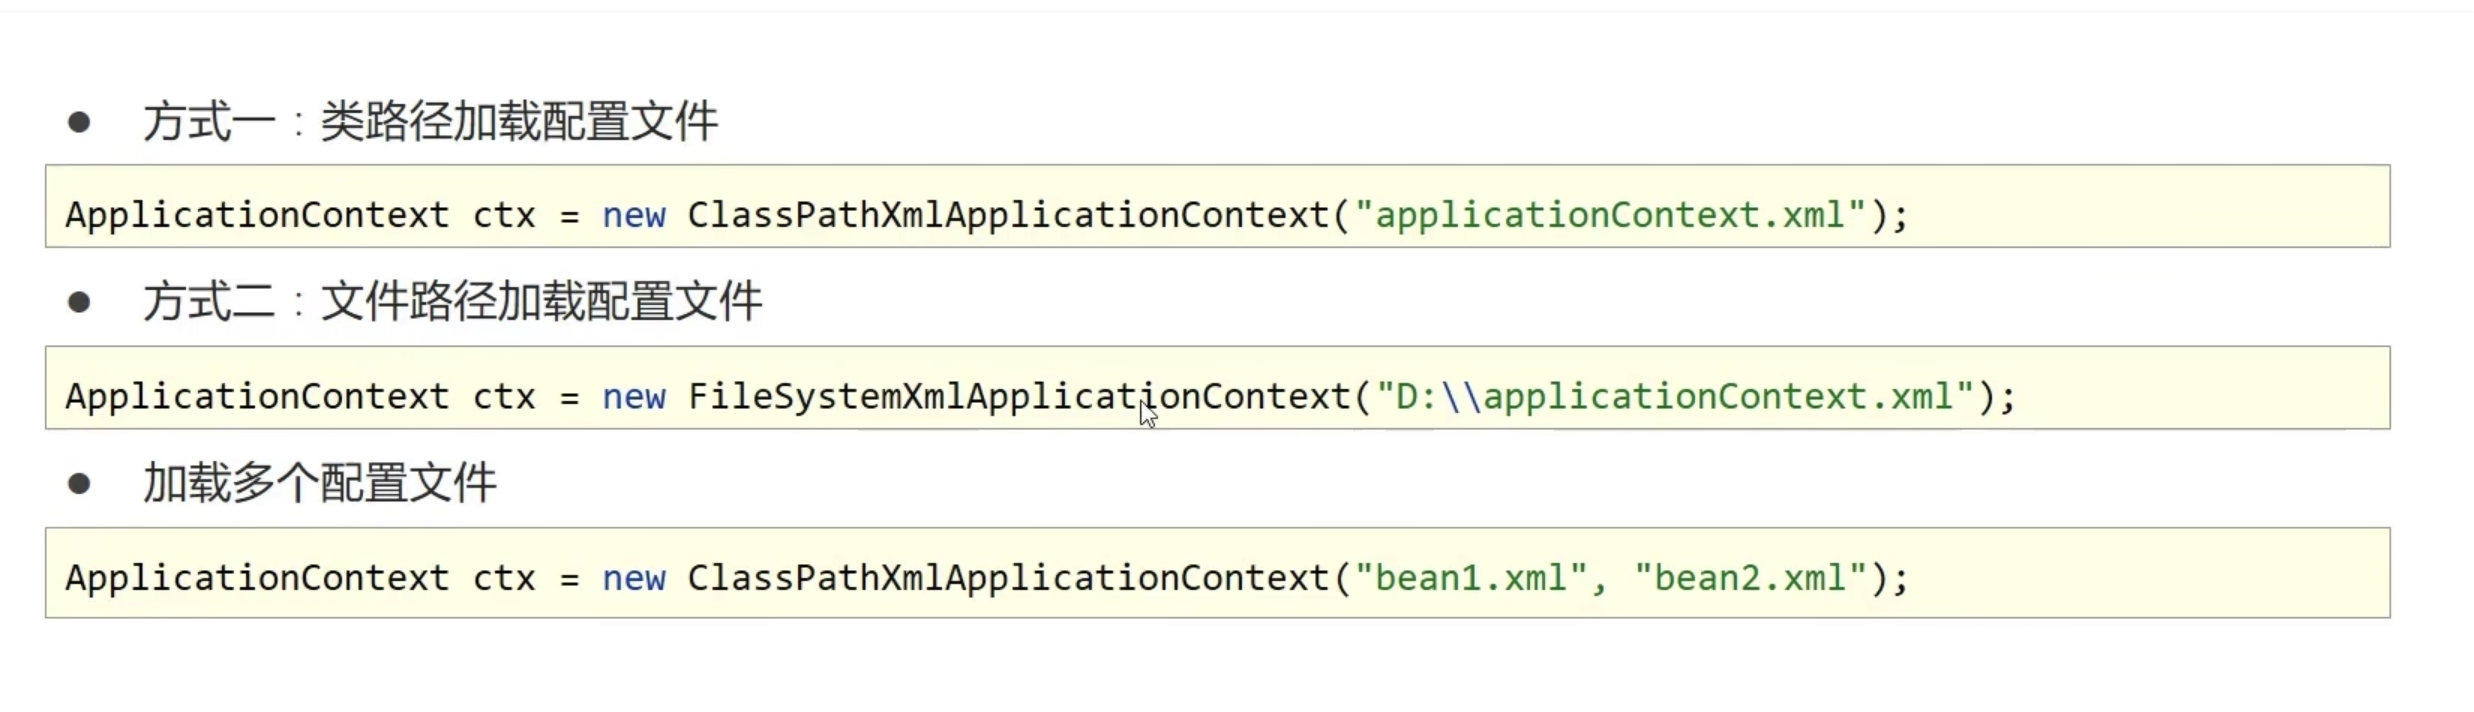 ● 方式一：类路径加载配置文件
ApplicationContext ctx = new ClassPathXmlApplicationContext("applicationContext.xml");
● 方式二：文件路径加载配置文件
ApplicationContext ctx = new FileSystemXmlApplicationContext("D:\\applicationContext.xml");
● 加载多个配置文件
ApplicationContext ctx = new ClassPathXmlApplicationContext("bean1.xml", "bean2.xml");